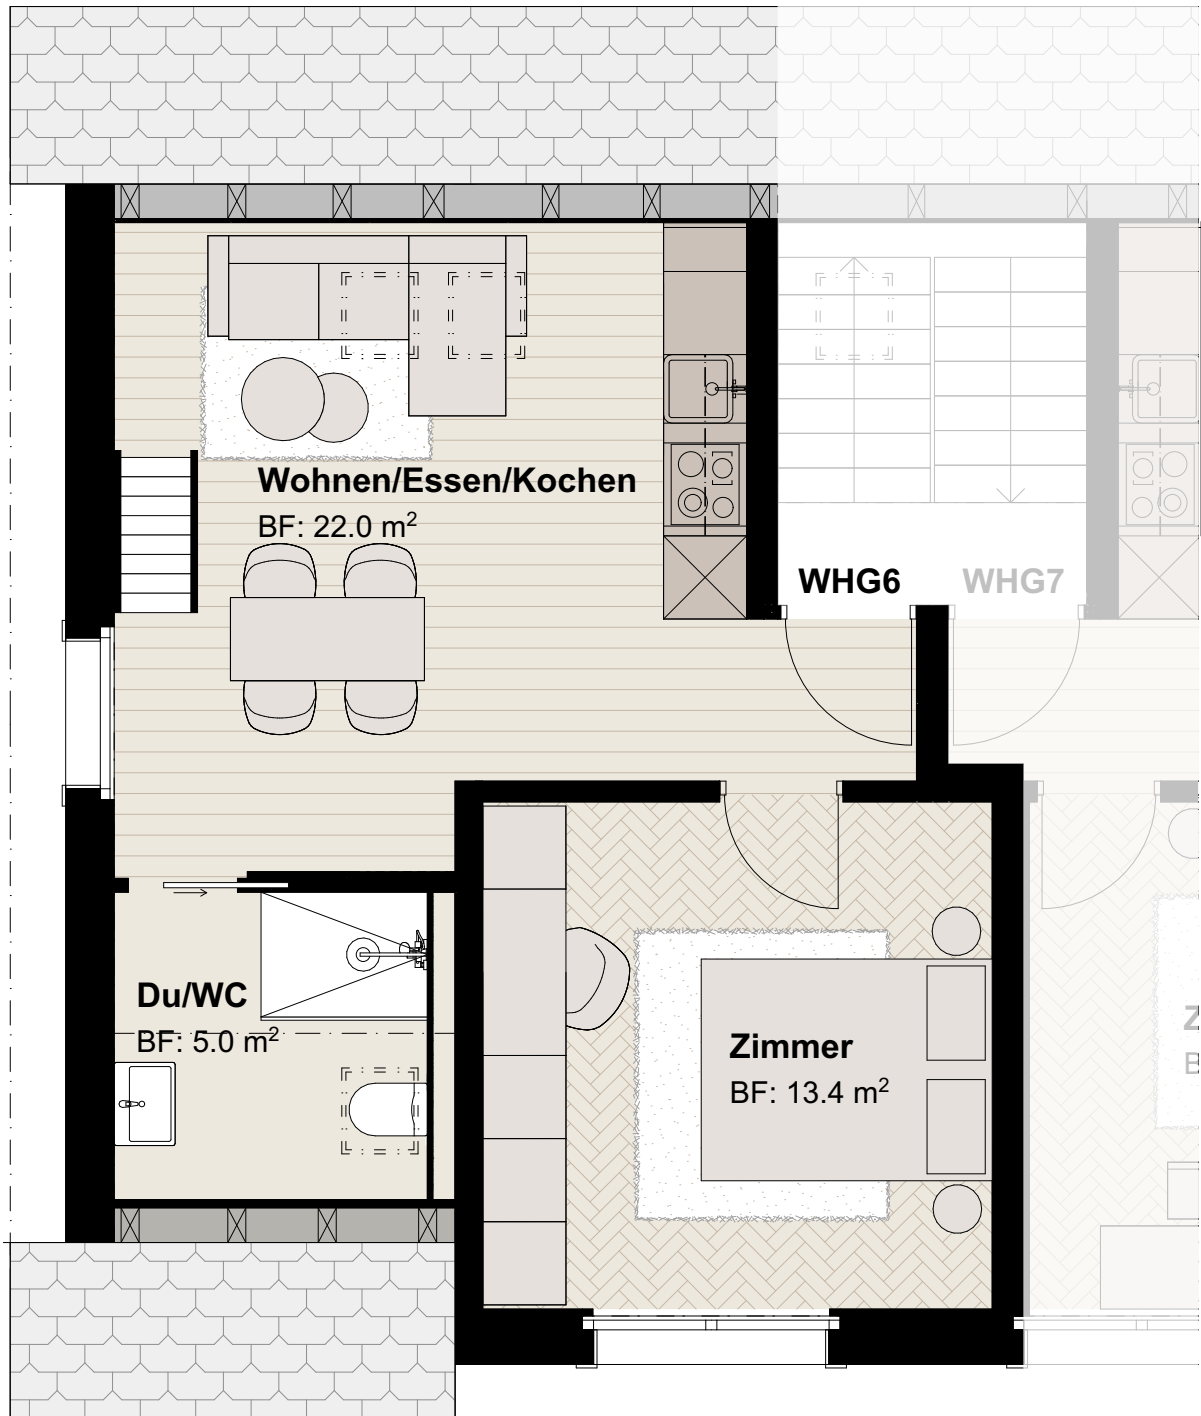 Wohnen/Essen/Kochen
BF: 22.0 m²
WHG6
WHG7
Du/WC
BF: 5.0 m²
Zimmer
BF: 13.4 m²